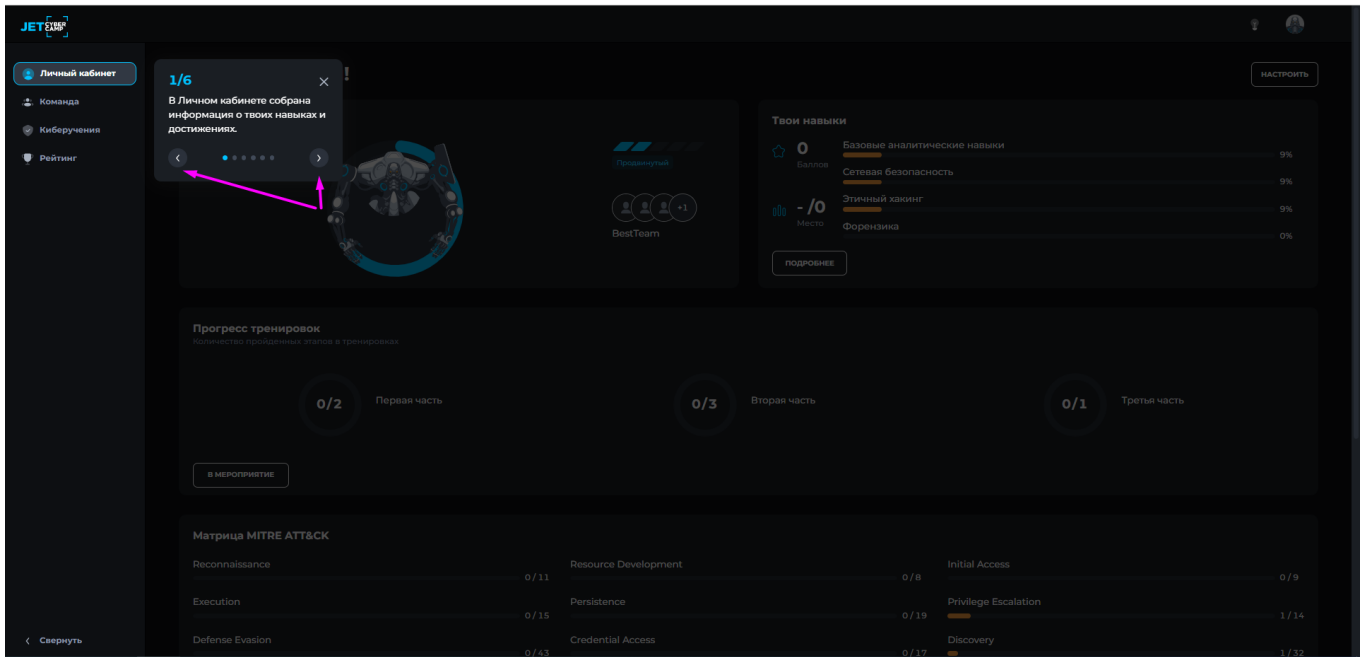 JET CYBER CAMP
Личный кабинет
Команда
Киберучения
Рейтинг
Свернуть
1/6
В Личном кабинете собрана
информация о твоих навыках и
достижениях.
!
НАСТРОИТЬ
Продвинутый
+1
BestTeam
Твои навыки
0
Баллов
- /0
Место
Базовые аналитические навыки
9%
Сетевая безопасность
9%
Этичный хакинг
9%
Форензика
0%
ПОДРОБНЕЕ
Прогресс тренировок
Количество пройденных этапов в тренировках
0/2 Первая часть
0/3 Вторая часть
0/1 Третья часть
В МЕРОПРИЯТИЕ
Матрица MITRE ATT&CK
Reconnaissance
0/11
Resource Development
0/8
Initial Access
0/9
Execution
0/15
Persistence
0/19
Privilege Escalation
1/14
Defense Evasion
0/43
Credential Access
0/17
Discovery
1/32